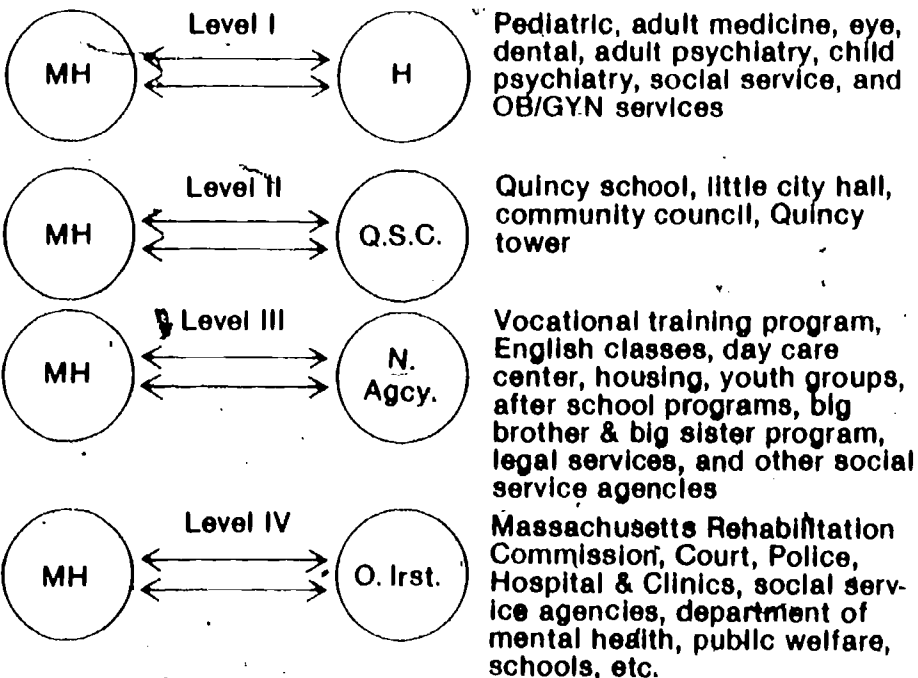 Level I
MH
H
Pediatric, adult medicine, eye,
dental, adult psychiatry, child
psychiatry, social service, and
OB/GYN services
Level II
MH
Q.S.C.
Quincy school, little city hall,
community council, Quincy
tower
Level III
MH
N.
Agcy.
Vocational training program,
English classes, day care
center, housing, youth groups,
after school programs, big
brother & big sister program,
legal services, and other social
service agencies
Level IV
MH
O. Irst.
Massachusetts Rehabilitation
Commission, Court, Police,
Hospital & Clinics, social serv-
ice agencies, department of
mental health, public welfare,
schools, etc.